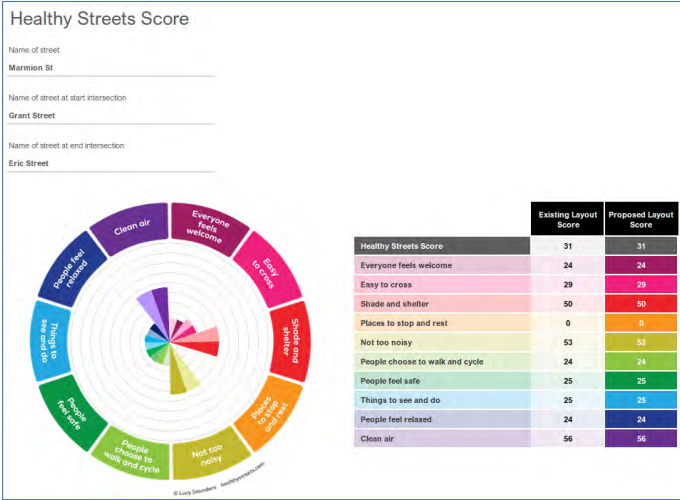 Healthy Streets Score
Name of street
Marmion St
Name of street at start intersection
Grant Street
Name of street at end intersection
Eric Street
Clean air
Everyone
feels
welcome
Easy
to cross
Shade and
shelter
Places
to stop
and rest
Not too
noisy
People
choose to
walk and cycle
People
feel safe
Things to
see and do
People feel
relaxed
© Lucy Saunders healthystreets.com
Existing Layout Score Proposed Layout Score
Healthy Streets Score 31 31
Everyone feels welcome 24 24
Easy to cross 29 29
Shade and shelter 50 50
Places to stop and rest 0 0
Not too noisy 53 53
People choose to walk and cycle 24 24
People feel safe 25 25
Things to see and do 25 25
People feel relaxed 24 24
Clean air 56 56